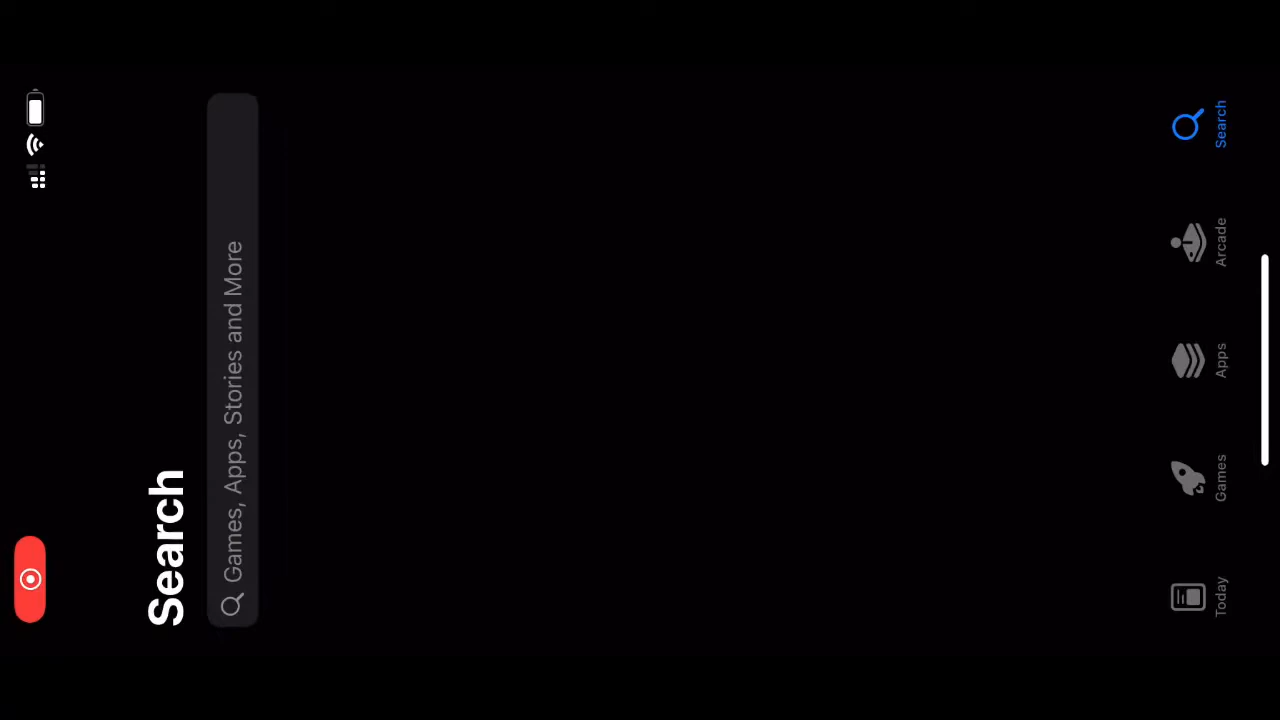 Search
Games, Apps, Stories and More
Today
Games
Apps
Arcade
Search